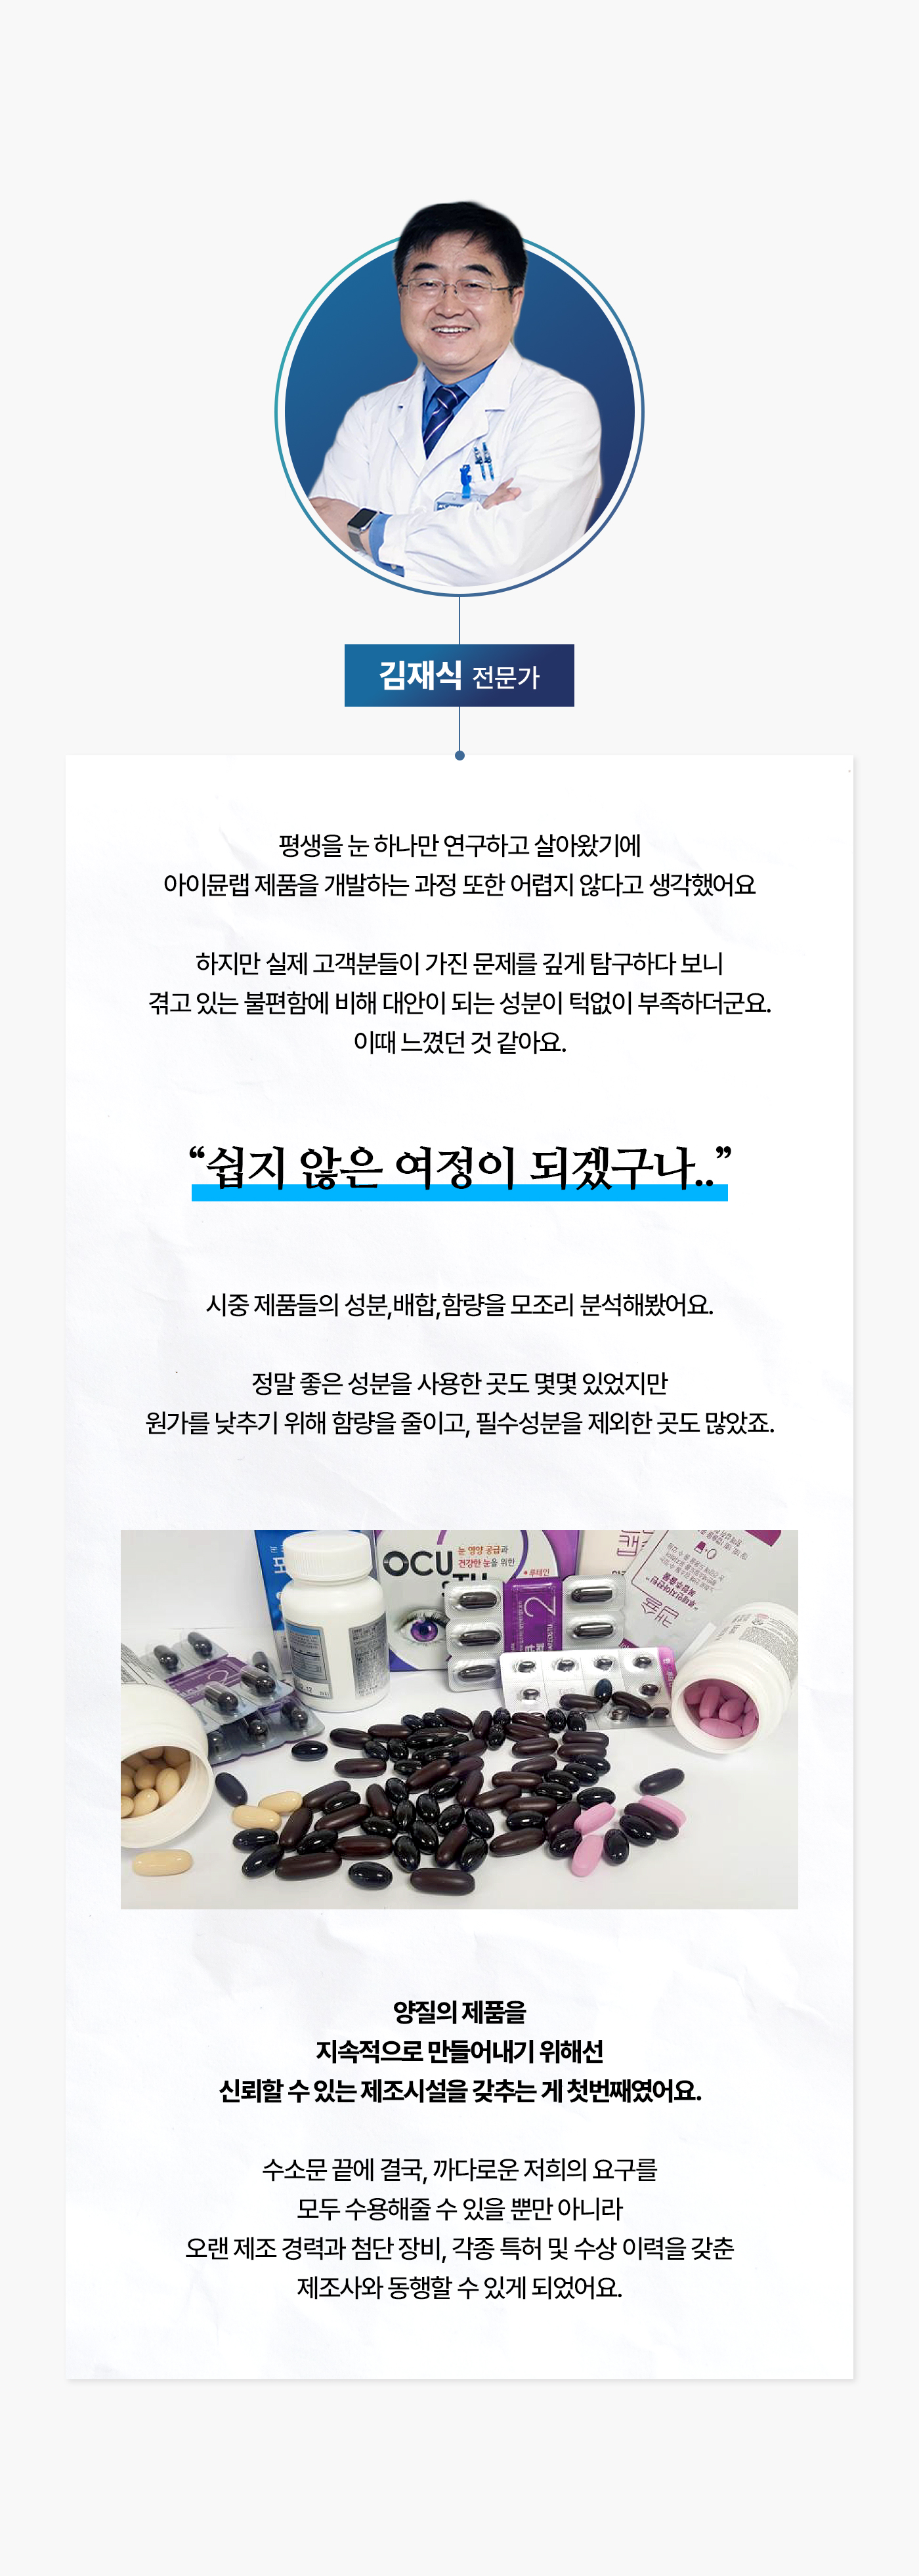 김재식 전문가
평생을 눈 하나만 연구하고 살아왔기에
아이뮨랩 제품을 개발하는 과정 또한 어렵지 않다고 생각했어요
하지만 실제 고객분들이 가진 문제를 깊게 탐구하다 보니
겪고 있는 불편함에 비해 대안이 되는 성분이 턱없이 부족하더군요.
이때 느꼈던 것 같아요.
“쉽지 않은 여정이 되겠구나..”
시중 제품들의 성분,배합,함량을 모조리 분석해봤어요.
정말 좋은 성분을 사용한 곳도 몇몇 있었지만
원가를 낮추기 위해 함량을 줄이고, 필수성분을 제외한 곳도 많았죠.
눈 영양 공급과
건강한 눈을 위한
OCU
루테인
2
캡슐
양질의 제품을
지속적으로 만들어내기 위해선
신뢰할 수 있는 제조시설을 갖추는 게 첫번째였어요.
수소문 끝에 결국, 까다로운 저희의 요구를
모두 수용해줄 수 있을 뿐만 아니라
오랜 제조 경력과 첨단 장비, 각종 특허 및 수상 이력을 갖춘
제조사와 동행할 수 있게 되었어요.